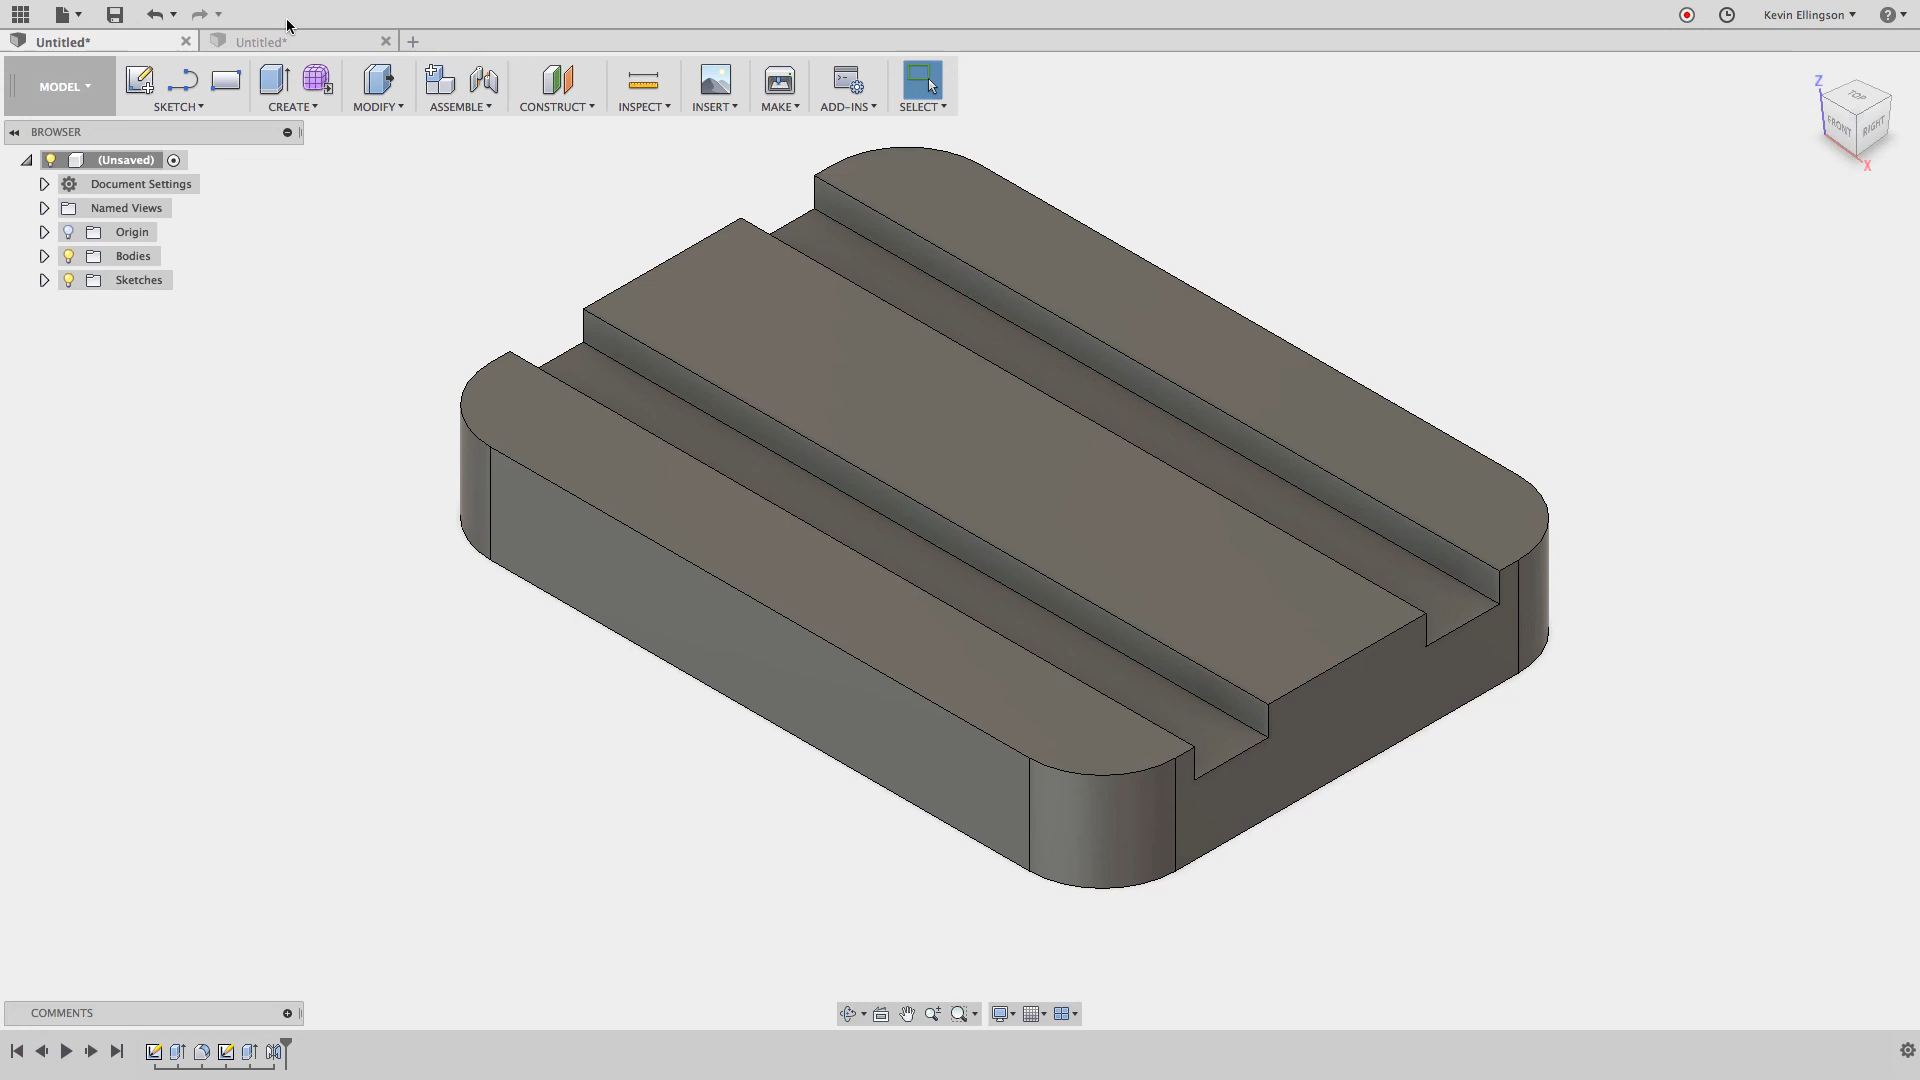 Kevin Ellingson
Untitled*
Untitled*
MODEL
SKETCH
CREATE
MODIFY
ASSEMBLE
CONSTRUCT
INSPECT
INSERT
MAKE
ADD-INS
SELECT
BROWSER
(Unsaved)
Document Settings
Named Views
Origin
Bodies
Sketches
Z
TOP
FRONT
RIGHT
X
COMMENTS